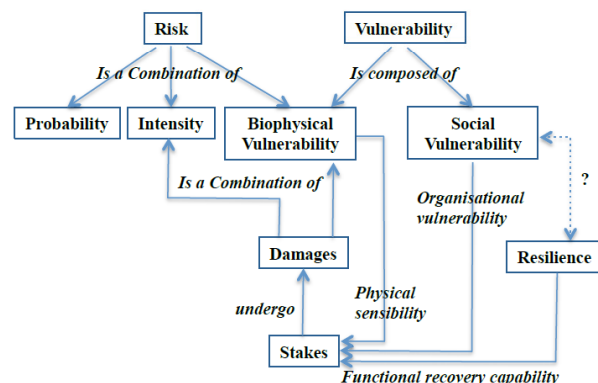 Risk
Vulnerability
Is a Combination of
Is composed of
Probability
Intensity
Biophysical
Vulnerability
Social
Vulnerability
Is a Combination of
Organisational
vulnerability
?
Damages
Resilience
undergo
Physical
sensibility
Stakes
Functional recovery capability